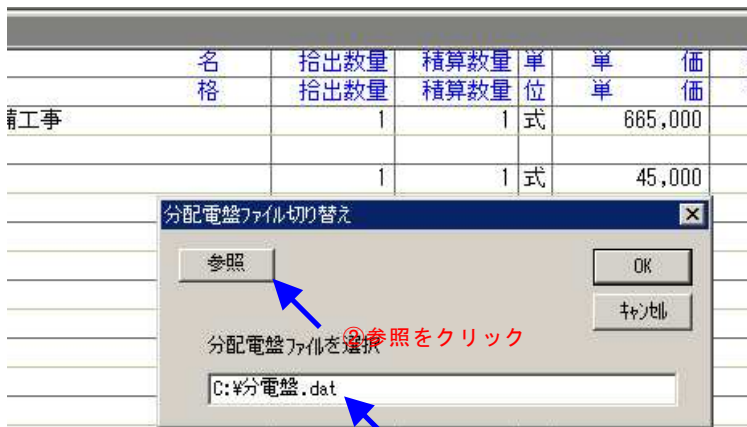 名 拾出数量 積算数量 単 単 価
格 拾出数量 積算数量 位 単 価
工事 1 1 式 665,000
1 1 式 45,000
分配電盤ファイル切り替え
参照 OK
キャンセル
②参照をクリック
分配電盤ファイルを選択
C:¥分電盤.dat